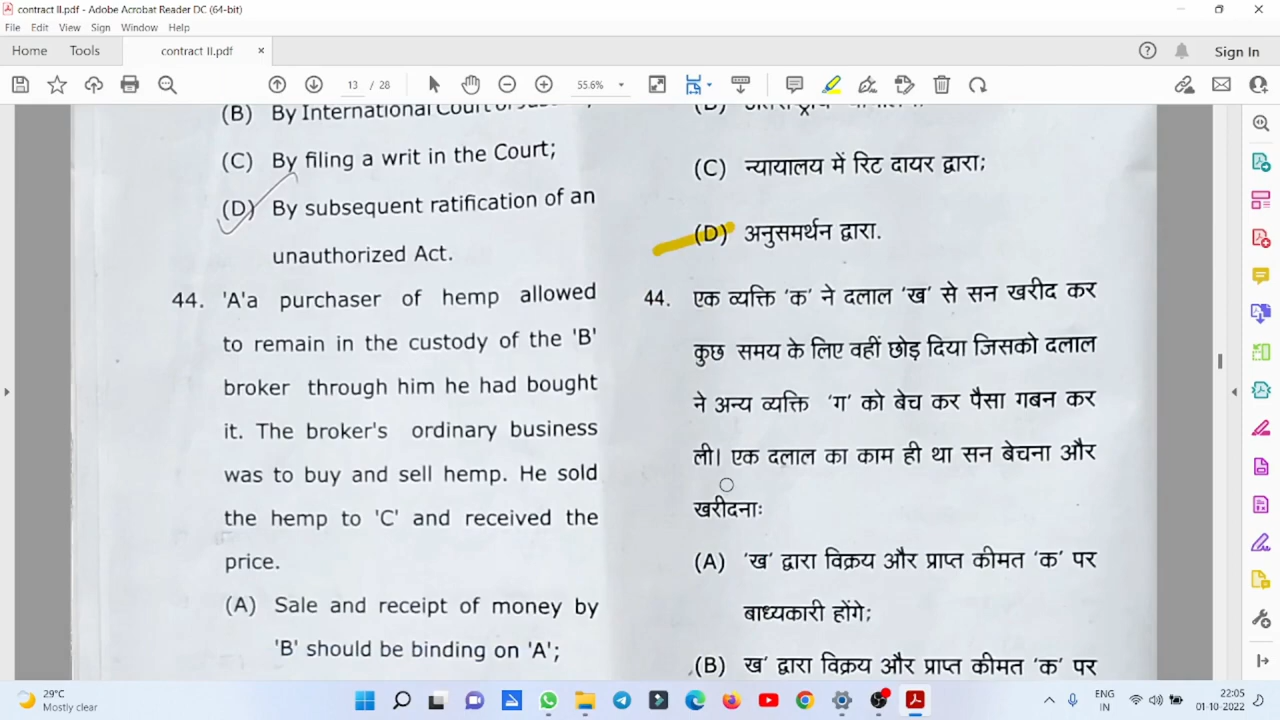 contract II.pdf - Adobe Acrobat Reader DC (64-bit)
File Edit View Sign Window Help
Home Tools contract II.pdf × Sign In
13 / 28 55.6%
(B) By International Court of
(C) By filing a writ in the Court;
(D) By subsequent ratification of an
unauthorized Act.
44. 'A'a purchaser of hemp allowed
to remain in the custody of the 'B'
broker through him he had bought
it. The broker's ordinary business
was to buy and sell hemp. He sold
the hemp to 'C' and received the
price.
(A) Sale and receipt of money by
'B' should be binding on 'A';
(C) न्यायालय में रिट दायर द्वारा;
(D) अनुसमर्थन द्वारा.
44. एक व्यक्ति 'क' ने दलाल 'ख' से सन खरीद कर
कुछ समय के लिए वहीं छोड़ दिया जिसको दलाल
ने अन्य व्यक्ति 'ग' को बेच कर पैसा गबन कर
ली। एक दलाल का काम ही था सन बेचना और
खरीदनाः
(A) 'ख' द्वारा विक्रय और प्राप्त कीमत 'क' पर
बाध्यकारी होंगे;
(B) ख' द्वारा विक्रय और प्राप्त कीमत 'क' पर
29°C
Mostly clear
ENG
IN
22:05
01-10-2022